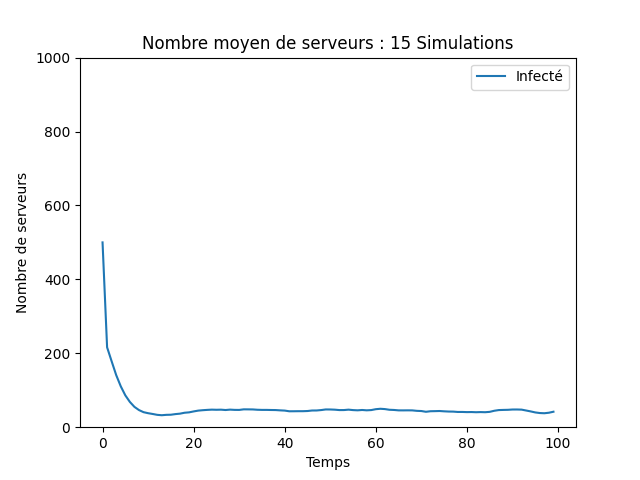 Nombre moyen de serveurs : 15 Simulations
Infecté
1000
800
600
400
200
0
Nombre de serveurs
0 20 40 60 80 100
Temps